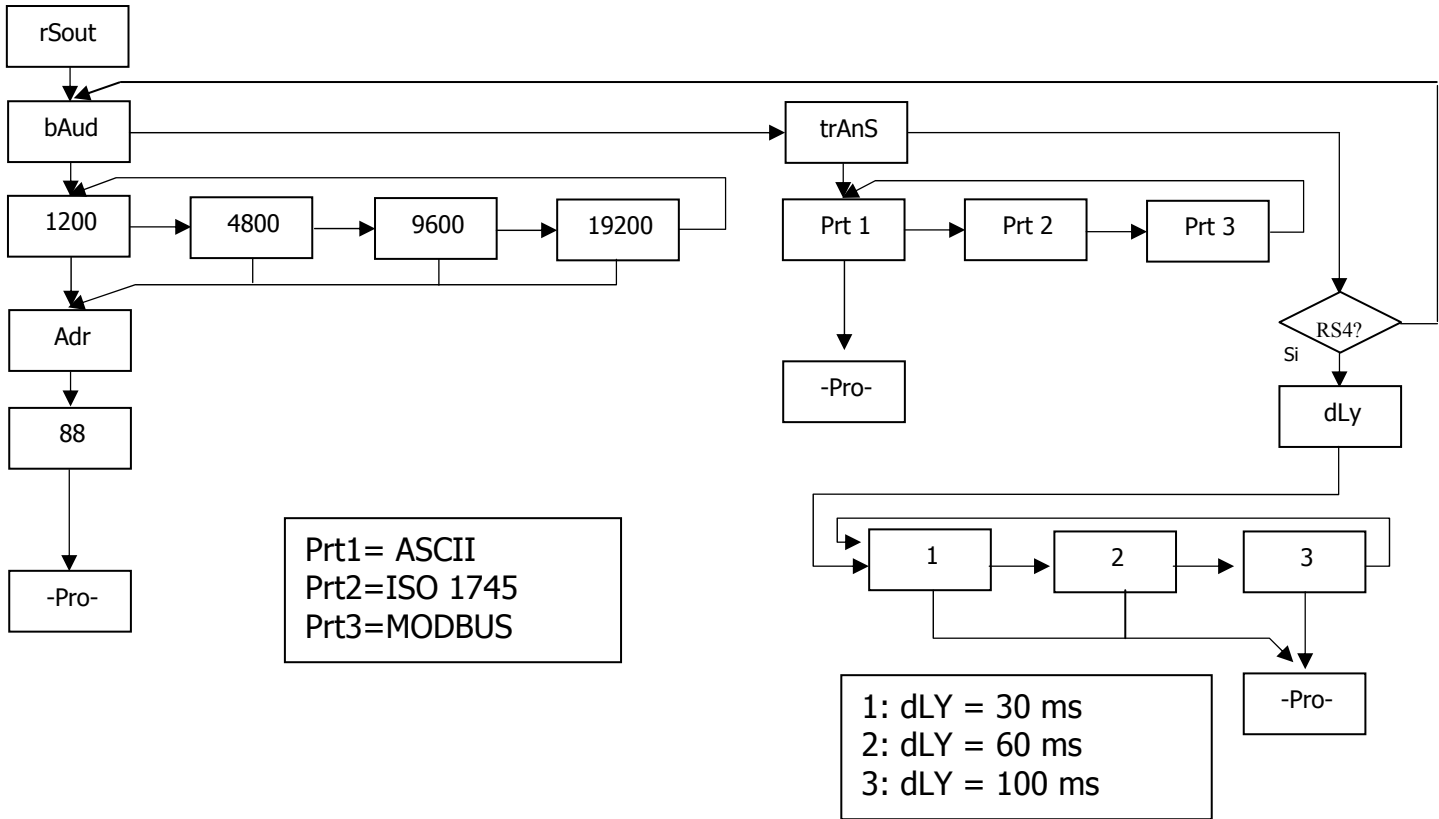 rSout
bAud
trAnS
1200
4800
9600
19200
Prt 1
Prt 2
Prt 3
Adr
RS4?
Si
-Pro-
dLy
88
Prt1= ASCII
Prt2=ISO 1745
Prt3=MODBUS
1
2
3
-Pro-
-Pro-
1: dLY = 30 ms
2: dLY = 60 ms
3: dLY = 100 ms